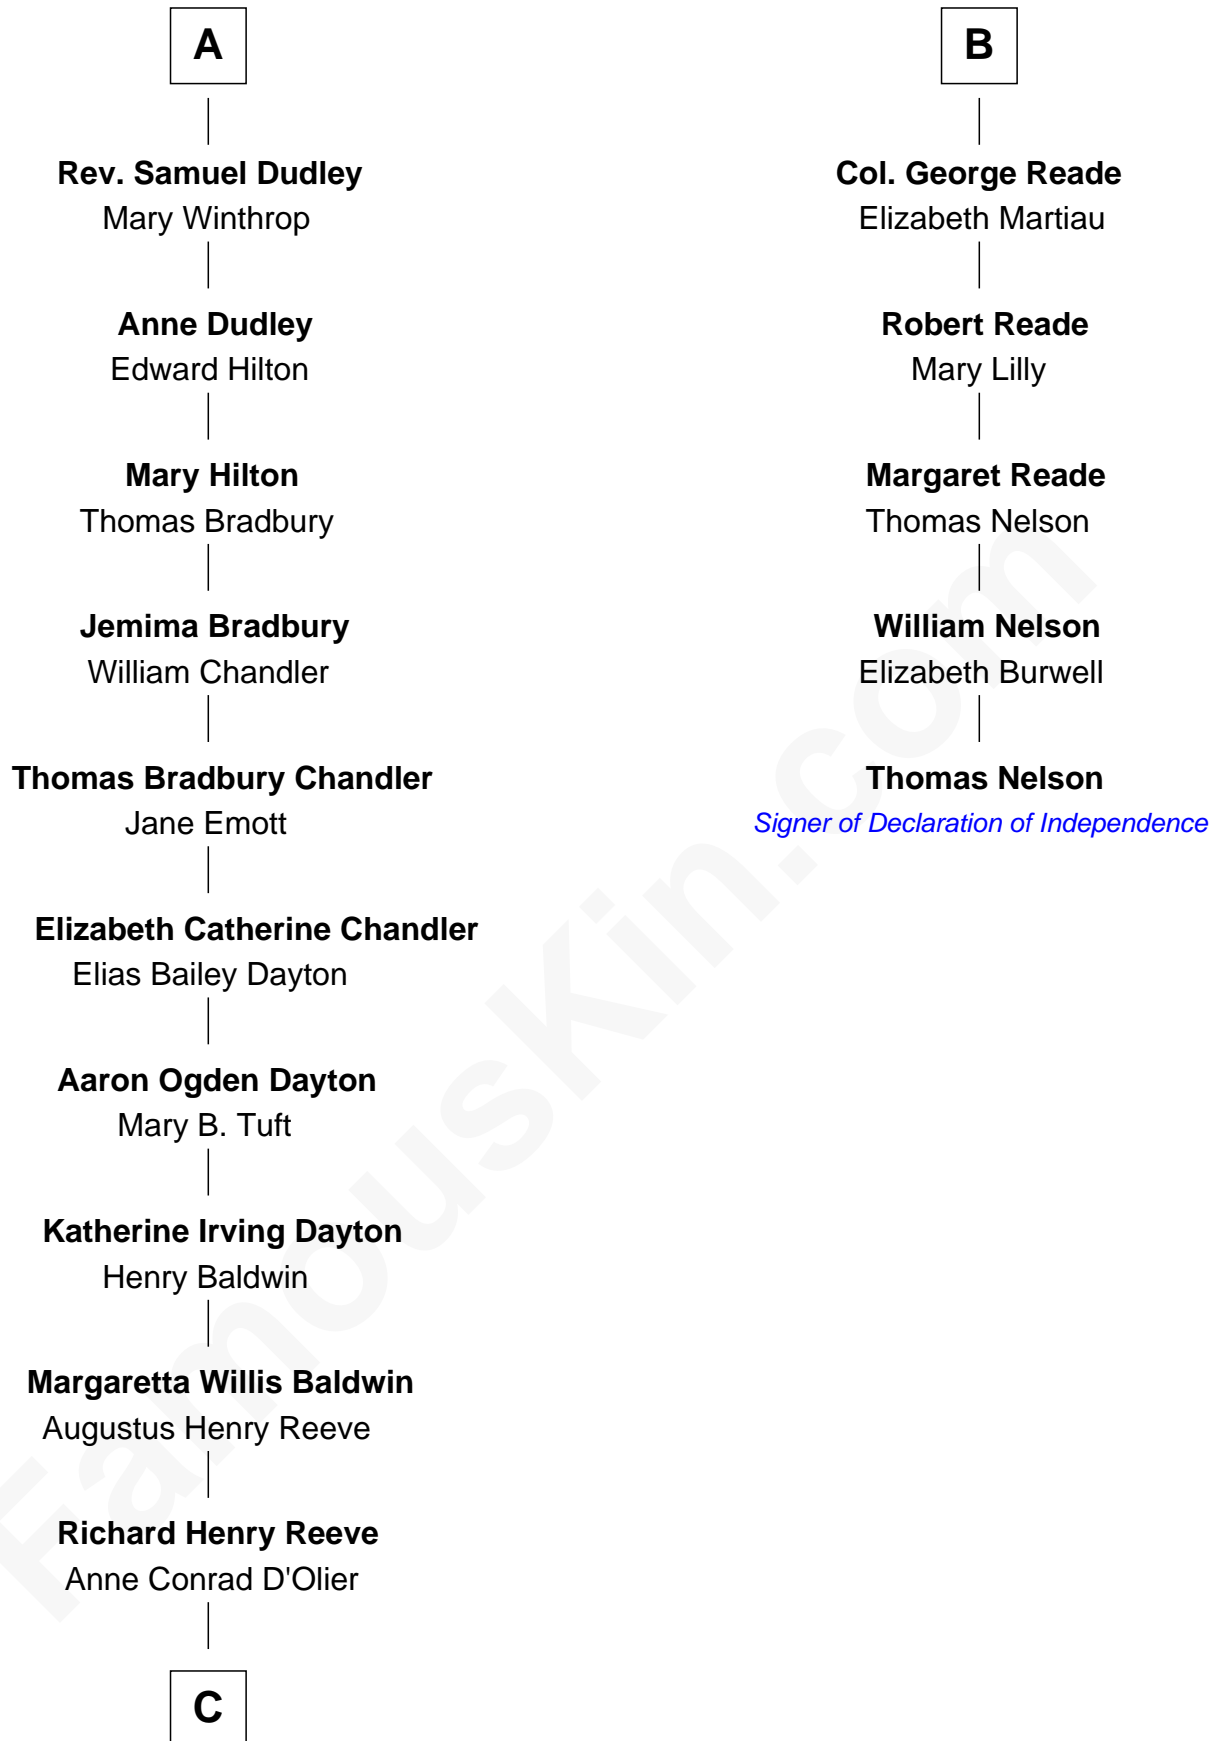 A
Rev. Samuel Dudley
Mary Winthrop
Anne Dudley
Edward Hilton
Mary Hilton
Thomas Bradbury
Jemima Bradbury
William Chandler
Thomas Bradbury Chandler
Jane Emott
Elizabeth Catherine Chandler
Elias Bailey Dayton
Aaron Ogden Dayton
Mary B. Tuft
Katherine Irving Dayton
Henry Baldwin
Margaretta Willis Baldwin
Augustus Henry Reeve
Richard Henry Reeve
Anne Conrad D'Olier
C
B
Col. George Reade
Elizabeth Martiau
Robert Reade
Mary Lilly
Margaret Reade
Thomas Nelson
William Nelson
Elizabeth Burwell
Thomas Nelson
Signer of Declaration of Independence
FamousKin.com